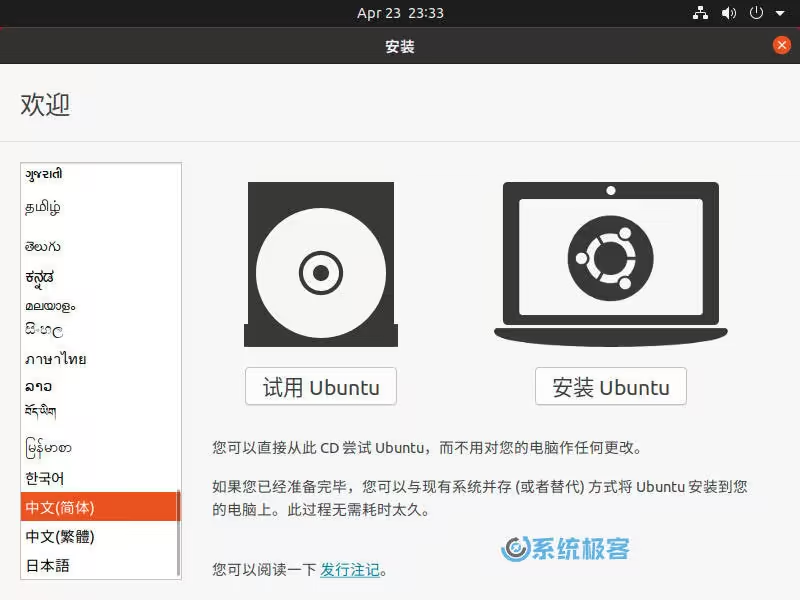 Apr 23 23:33
安装
欢迎
ગુજરાતી
தமிழ்
తెలుగు
ಕನ್ನಡ
മലയാളം
සිංහල
ภาษาไทย
ລາວ
བོད་ཡིག
မြန်မာစာ
한국어
中文(简体)
中文(繁體)
日本語
试用 Ubuntu
安装 Ubuntu
您可以直接从此 CD 尝试 Ubuntu，而不用对您的电脑作任何更改。
如果您已经准备完毕，您可以与现有系统并存 (或者替代) 方式将 Ubuntu 安装到您
的电脑上。此过程无需耗时太久。
系统极客
您可以阅读一下 发行注记。